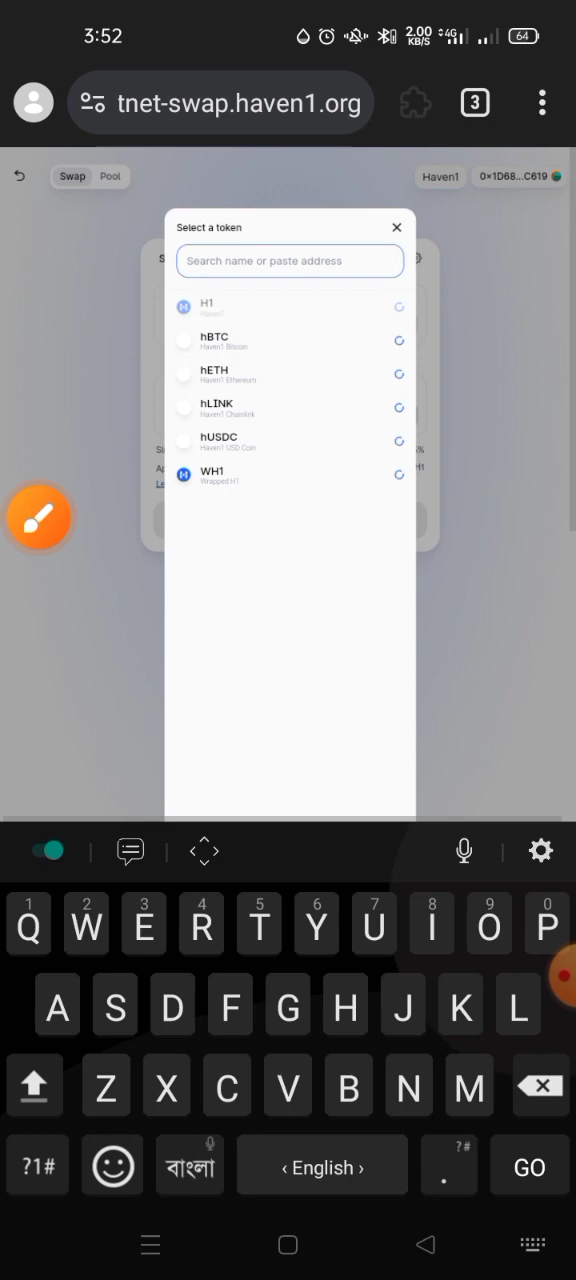 3:52
2.00
KB/S
4G
64
tnet-swap.haven1.org
3
Swap
Pool
Haven1
0×1D68...C619
Select a token
Search name or paste address
H1
Haven1
hBTC
Haven1 Bitcoin
hETH
Haven1 Ethereum
hLINK
Haven1 Chainlink
hUSDC
Haven1 USD Coin
WH1
Wrapped H1
1 2 3 4 5 6 7 8 9 0
Q W E R T Y U I O P
A S D F G H J K L
Z X C V B N M
?1#
বাংলা
‹ English ›
?#
.
GO